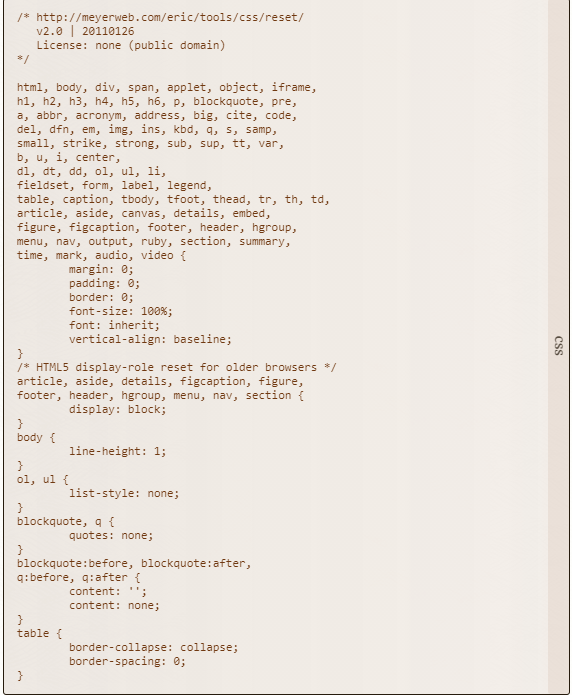 /* http://meyerweb.com/eric/tools/css/reset/
   v2.0 | 20110126
   License: none (public domain)
*/

html, body, div, span, applet, object, iframe,
h1, h2, h3, h4, h5, h6, p, blockquote, pre,
a, abbr, acronym, address, big, cite, code,
del, dfn, em, img, ins, kbd, q, s, samp,
small, strike, strong, sub, sup, tt, var,
b, u, i, center,
dl, dt, dd, ol, ul, li,
fieldset, form, label, legend,
table, caption, tbody, tfoot, thead, tr, th, td,
article, aside, canvas, details, embed,
figure, figcaption, footer, header, hgroup,
menu, nav, output, ruby, section, summary,
time, mark, audio, video {
        margin: 0;
        padding: 0;
        border: 0;
        font-size: 100%;
        font: inherit;
        vertical-align: baseline;
}
/* HTML5 display-role reset for older browsers */
article, aside, details, figcaption, figure,
footer, header, hgroup, menu, nav, section {
        display: block;
}
body {
        line-height: 1;
}
ol, ul {
        list-style: none;
}
blockquote, q {
        quotes: none;
}
blockquote:before, blockquote:after,
q:before, q:after {
        content: '';
        content: none;
}
table {
        border-collapse: collapse;
        border-spacing: 0;
}
CSS